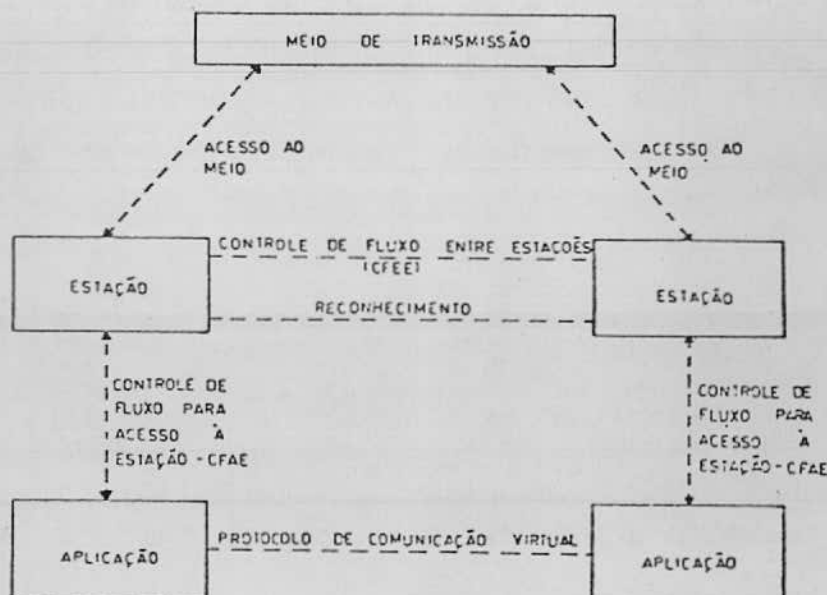 MEIO DE TRANSMISSÃO
ACESSO AO
MEIO
ACESSO AO
MEIO
CONTROLE DE FLUXO ENTRE ESTACOËS
(CFEE)
ESTAÇÃO
ESTAÇÃO
RECONHECIMENTO
CONTROLE DE
FLUXO PARA
ACESSO À
ESTAÇÃO-CFAE
CONTROLE DE
FLUXO PARA
ACESSO À
ESTAÇÃO-CFAE
PROTOCOLO DE COMUNICAÇÃO VIRTUAL
APLICAÇÃO
APLICAÇÃO